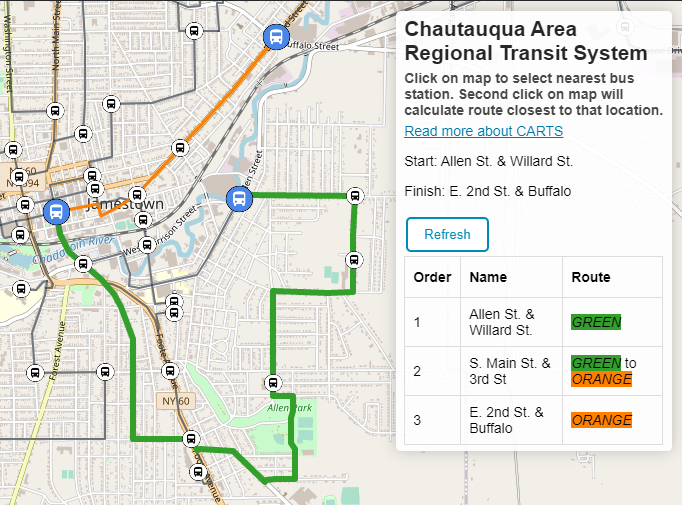 Chautauqua Area
Regional Transit System
Click on map to select nearest bus
station. Second click on map will
calculate route closest to that location.
Read more about CARTS
Start: Allen St. & Willard St.
Finish: E. 2nd St. & Buffalo
Refresh
Order Name Route
1 Allen St. & Willard St. GREEN
2 S. Main St. & 3rd St GREEN to ORANGE
3 E. 2nd St. & Buffalo ORANGE
Washington Street
North Main Street
Buffalo Street
Street
Jamestown
Chadakoin River
West Harrison Street
Forest Avenue
NY 60
Allen Park
Avenue